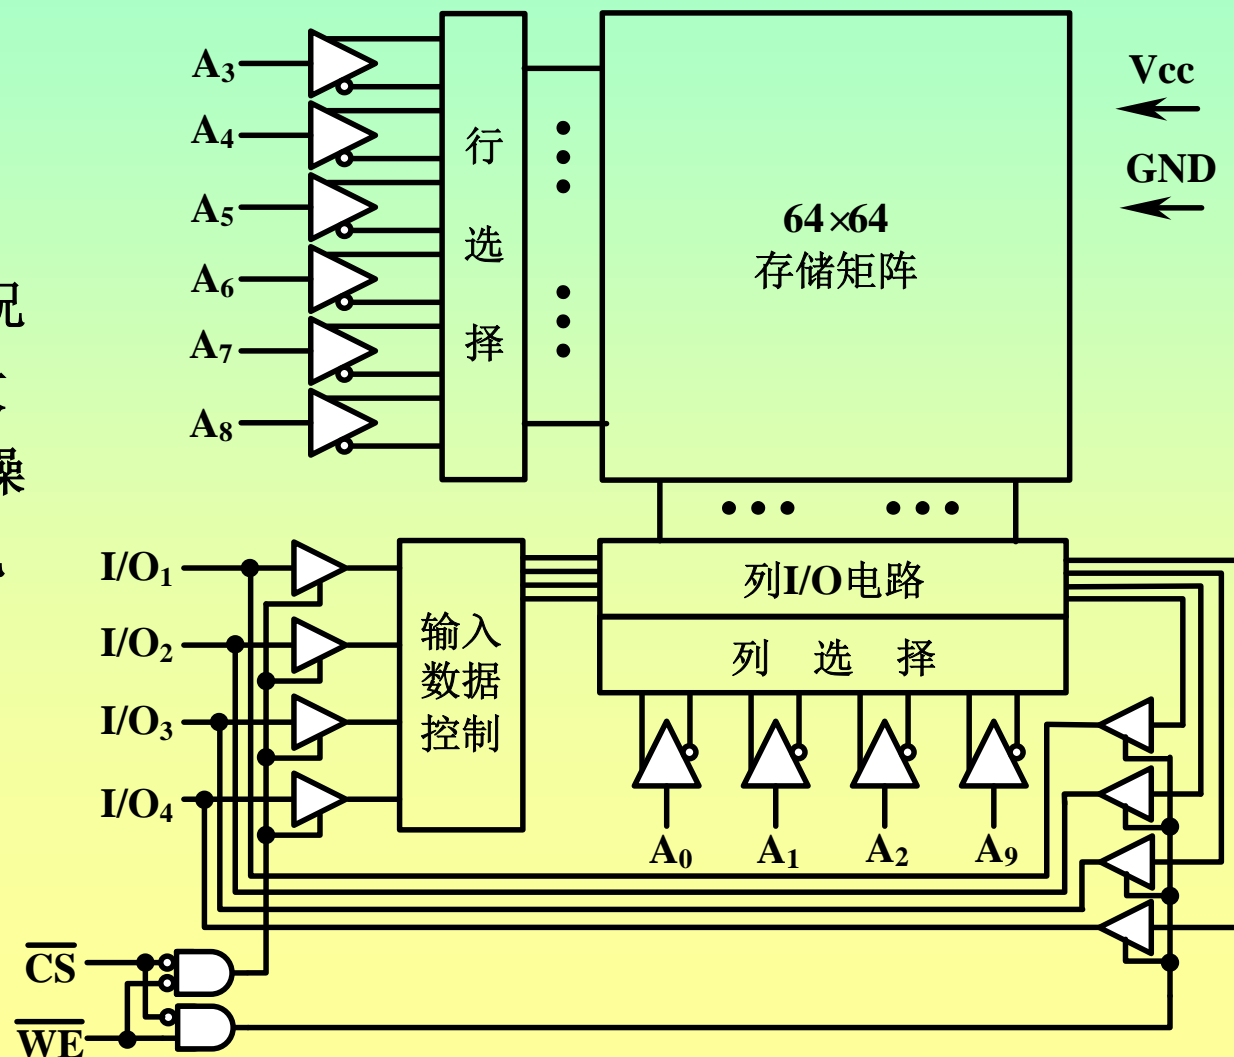 A3
A4
A5
A6
A7
A8
行选择
64×64
存储矩阵
Vcc
GND
况
操
I/O1
I/O2
I/O3
I/O4
输入
数据
控制
列I/O电路
列 选 择
A0
A1
A2
A9
C̅S̅
W̅E̅